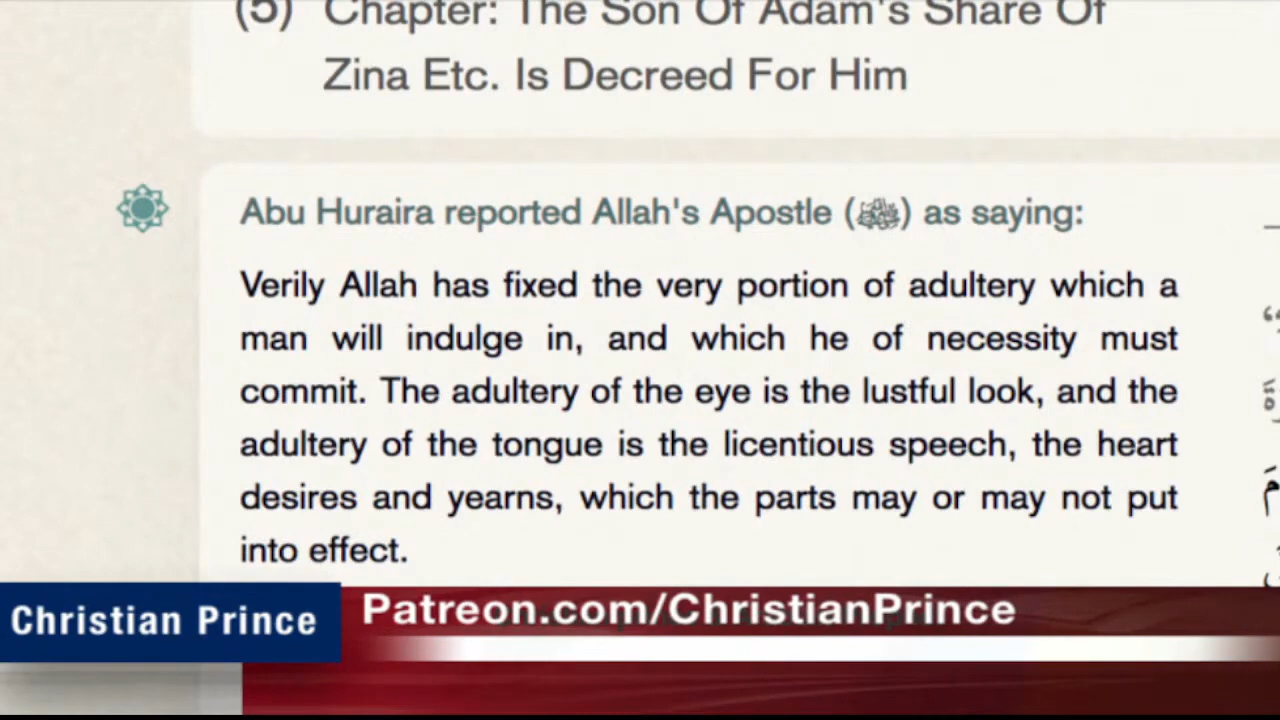 (5) Chapter: The Son Of Adam's Share Of
Zina Etc. Is Decreed For Him
Abu Huraira reported Allah's Apostle (ﷺ) as saying:
Verily Allah has fixed the very portion of adultery which a
man will indulge in, and which he of necessity must
commit. The adultery of the eye is the lustful look, and the
adultery of the tongue is the licentious speech, the heart
desires and yearns, which the parts may or may not put
into effect.
Christian Prince
Patreon.com/ChristianPrince